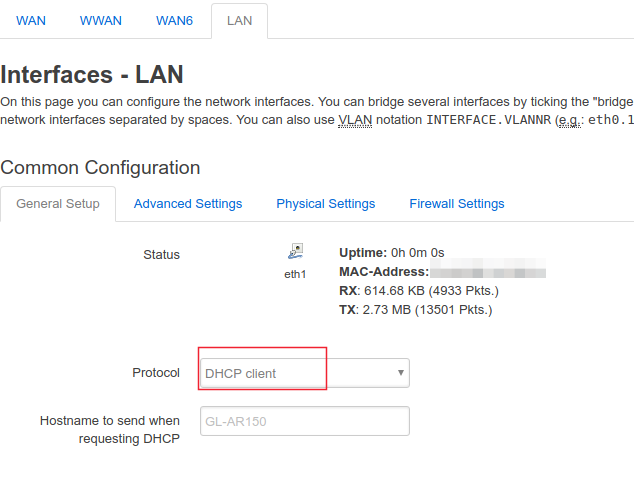 WAN WWAN WAN6 LAN
Interfaces - LAN
On this page you can configure the network interfaces. You can bridge several interfaces by ticking the "bridge
network interfaces separated by spaces. You can also use VLAN notation INTERFACE.VLANNR (e.g.: eth0.1
Common Configuration
General Setup Advanced Settings Physical Settings Firewall Settings
Status
eth1
Uptime: 0h 0m 0s
MAC-Address:
RX: 614.68 KB (4933 Pkts.)
TX: 2.73 MB (13501 Pkts.)
Protocol DHCP client
Hostname to send when
requesting DHCP
GL-AR150